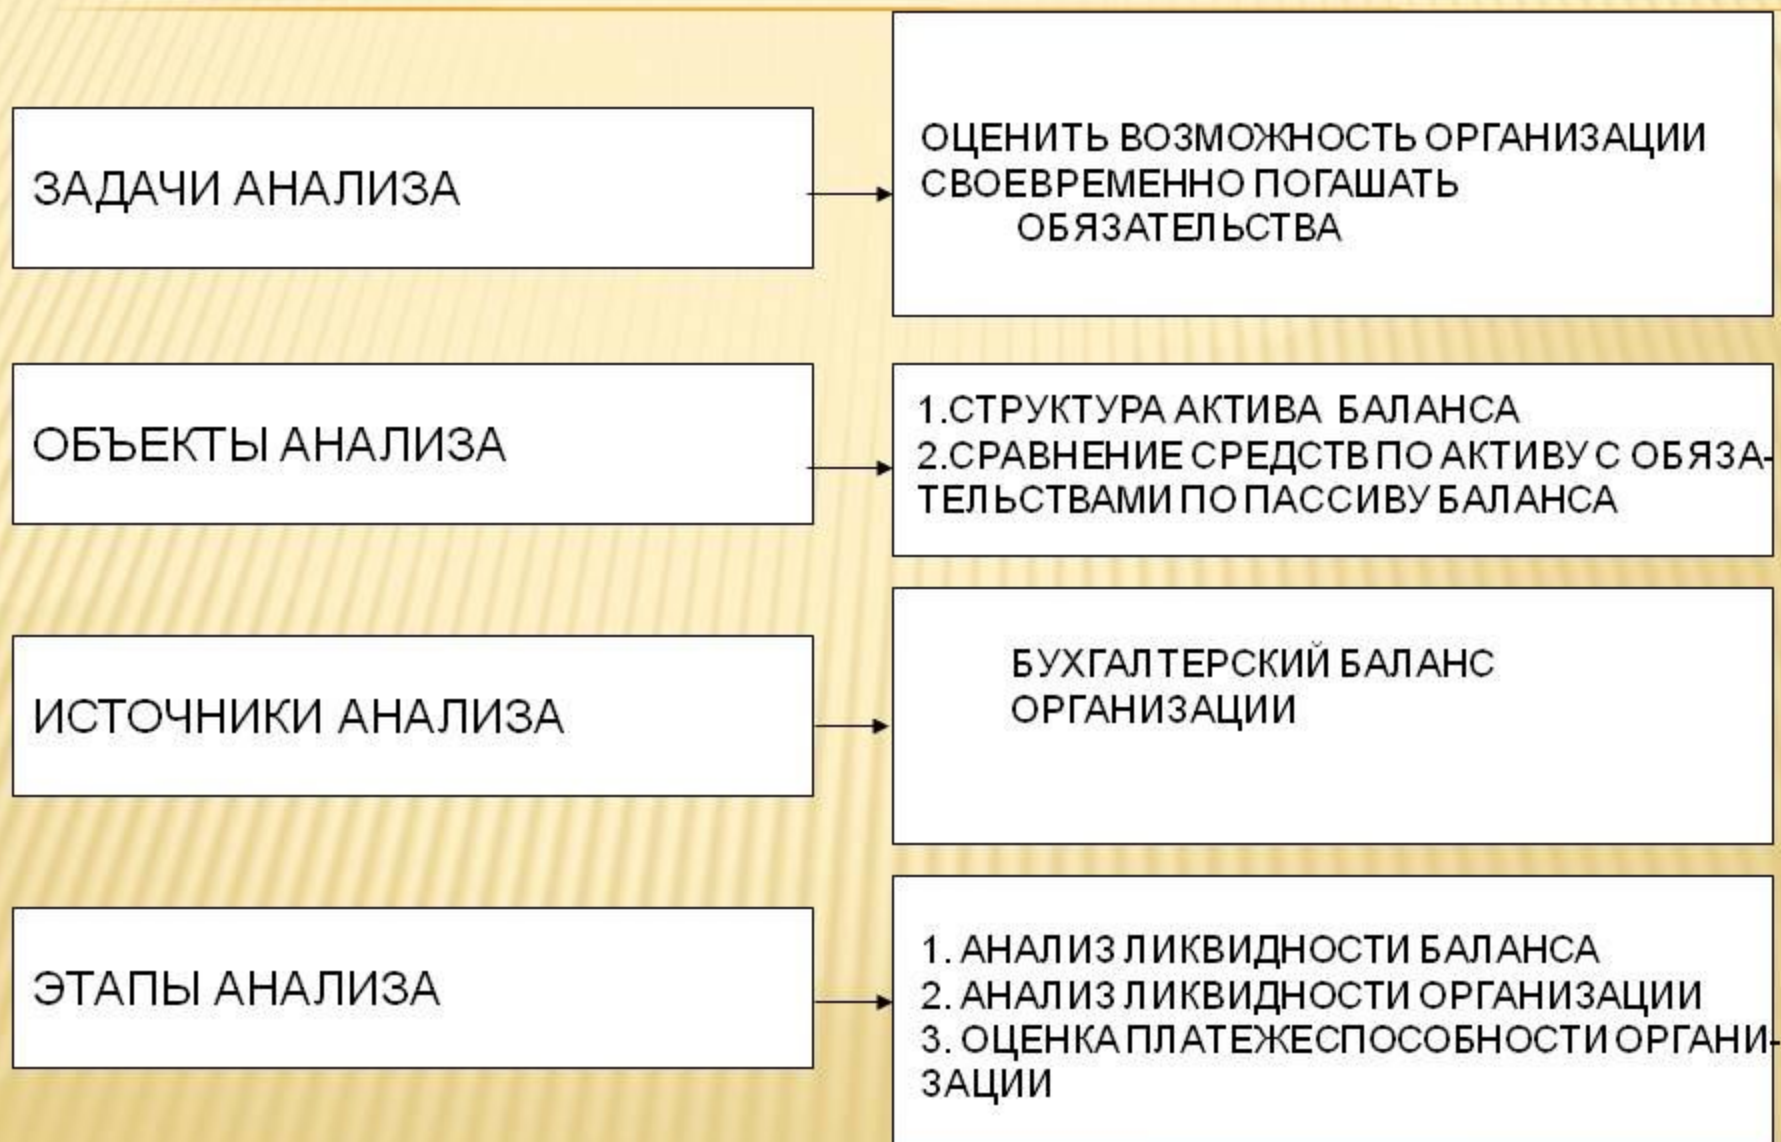 ЗАДАЧИ АНАЛИЗА
ОЦЕНИТЬ ВОЗМОЖНОСТЬ ОРГАНИЗАЦИИ
СВОЕВРЕМЕННО ПОГАШАТЬ
ОБЯЗАТЕЛЬСТВА
ОБЪЕКТЫ АНАЛИЗА
1.СТРУКТУРА АКТИВА БАЛАНСА
2.СРАВНЕНИЕ СРЕДСТВ ПО АКТИВУ С ОБЯЗА-
ТЕЛЬСТВАМИ ПО ПАССИВУ БАЛАНСА
ИСТОЧНИКИ АНАЛИЗА
БУХГАЛТЕРСКИЙ БАЛАНС
ОРГАНИЗАЦИИ
ЭТАПЫ АНАЛИЗА
1. АНАЛИЗ ЛИКВИДНОСТИ БАЛАНСА
2. АНАЛИЗ ЛИКВИДНОСТИ ОРГАНИЗАЦИИ
3. ОЦЕНКА ПЛАТЕЖЕСПОСОБНОСТИ ОРГАНИ-
ЗАЦИИ